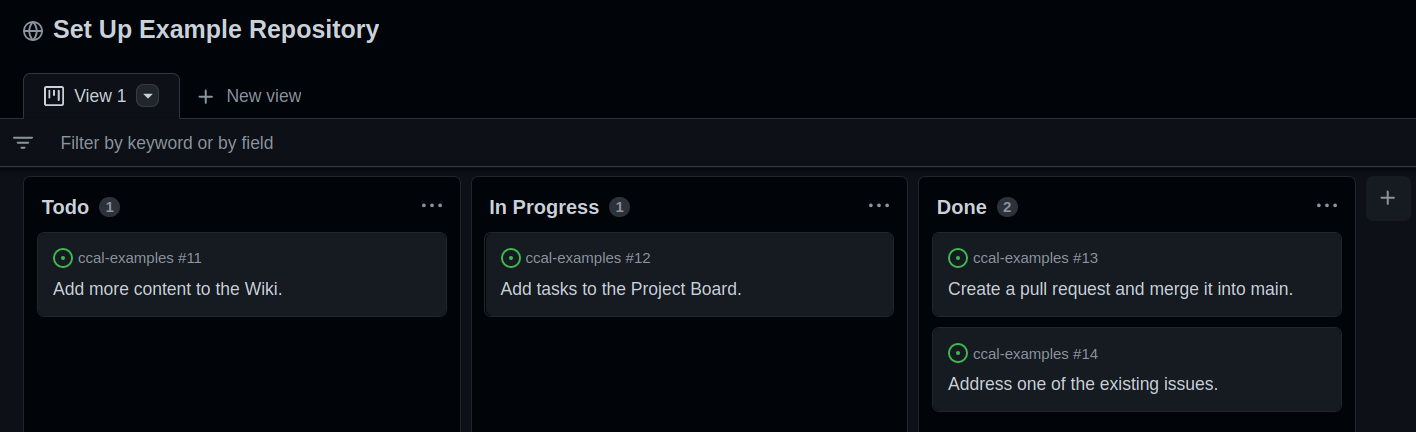 Set Up Example Repository
View 1
New view
Filter by keyword or by field
Todo 1
ccal-examples #11
Add more content to the Wiki.
In Progress 1
ccal-examples #12
Add tasks to the Project Board.
Done 2
ccal-examples #13
Create a pull request and merge it into main.
ccal-examples #14
Address one of the existing issues.